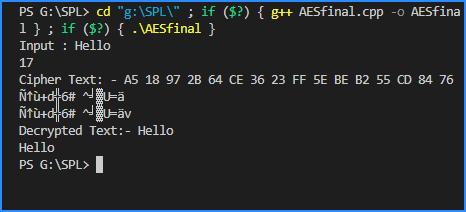 PS G:\SPL> cd "g:\SPL\" ; if ($?) { g++ AESfinal.cpp -o AESfina
l } ; if ($?) { .\AESfinal }
Input : Hello
17
Cipher Text: - A5 18 97 2B 64 CE 36 23 FF 5E BE B2 55 CD 84 76
Ñ↑ù+d╬6# ^╛▓U═ä
Ñ↑ù+d╬6# ^╛▓U═äv
Decrypted Text:- Hello
Hello
PS G:\SPL>